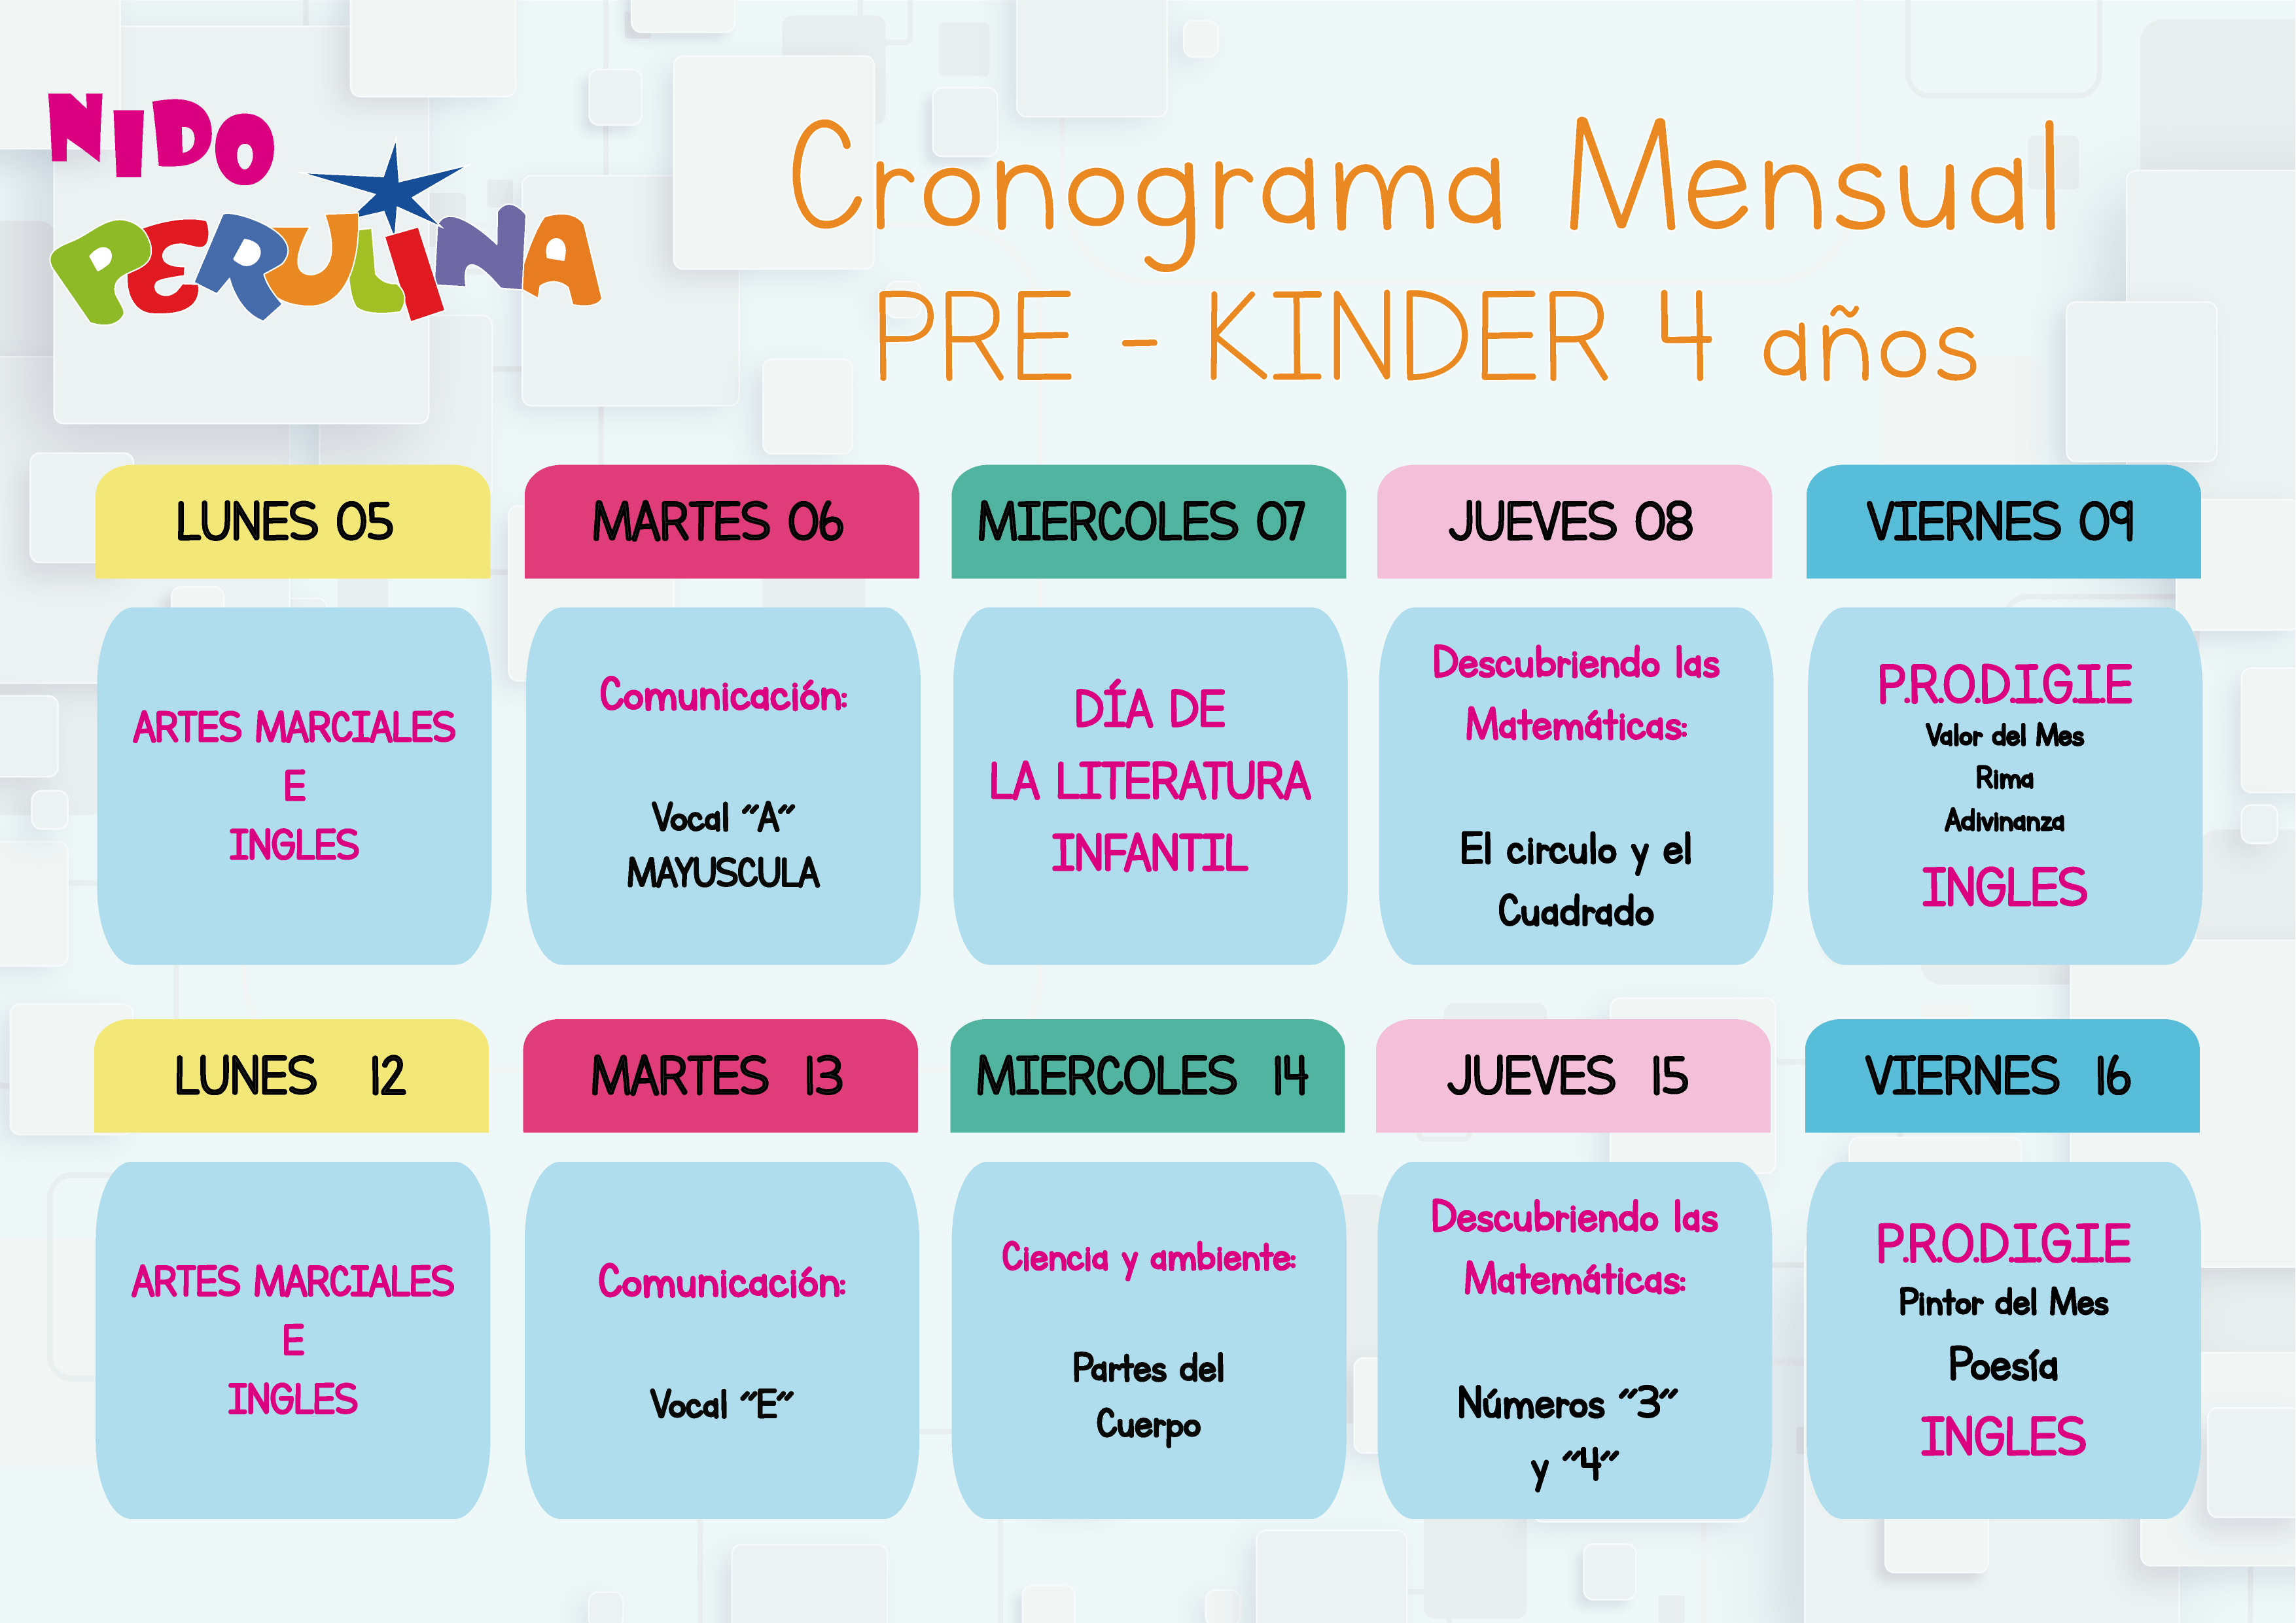 NIDO
PERULINA
Cronograma Mensual
PRE - KINDER 4 años
LUNES 05
MARTES 06
MIERCOLES 07
JUEVES 08
VIERNES 09
ARTES MARCIALES
E
INGLES
Comunicación:
Vocal "A"
MAYUSCULA
DÍA DE
LA LITERATURA
INFANTIL
Descubriendo las
Matemáticas:
El circulo y el
Cuadrado
P.R.O.D.I.G.I.E
Valor del Mes
Rima
Adivinanza
INGLES
LUNES 12
MARTES 13
MIERCOLES 14
JUEVES 15
VIERNES 16
ARTES MARCIALES
E
INGLES
Comunicación:
Vocal "E"
Ciencia y ambiente:
Partes del
Cuerpo
Descubriendo las
Matemáticas:
Números "3"
y "4"
P.R.O.D.I.G.I.E
Pintor del Mes
Poesía
INGLES